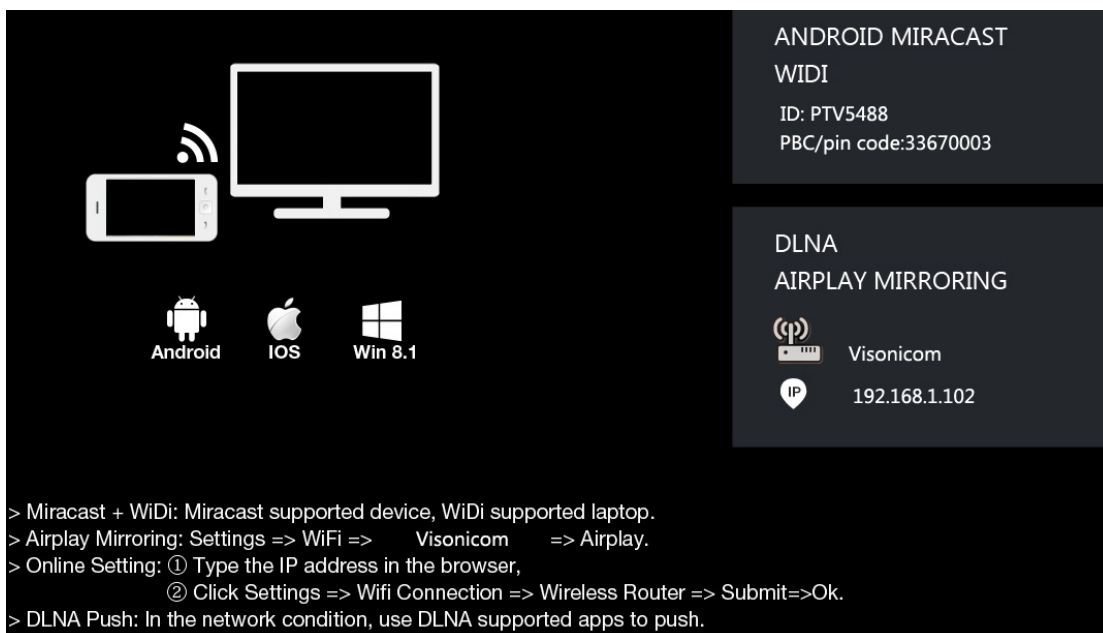 ANDROID MIRACAST
WIDI
ID: PTV5488
PBC/pin code:33670003
DLNA
AIRPLAY MIRRORING
Visonicom
IP
192.168.1.102
Android
IOS
Win 8.1
> Miracast + WiDi: Miracast supported device, WiDi supported laptop.
> Airplay Mirroring: Settings => WiFi => Visonicom => Airplay.
> Online Setting: ① Type the IP address in the browser,
② Click Settings => Wifi Connection => Wireless Router => Submit=>Ok.
> DLNA Push: In the network condition, use DLNA supported apps to push.